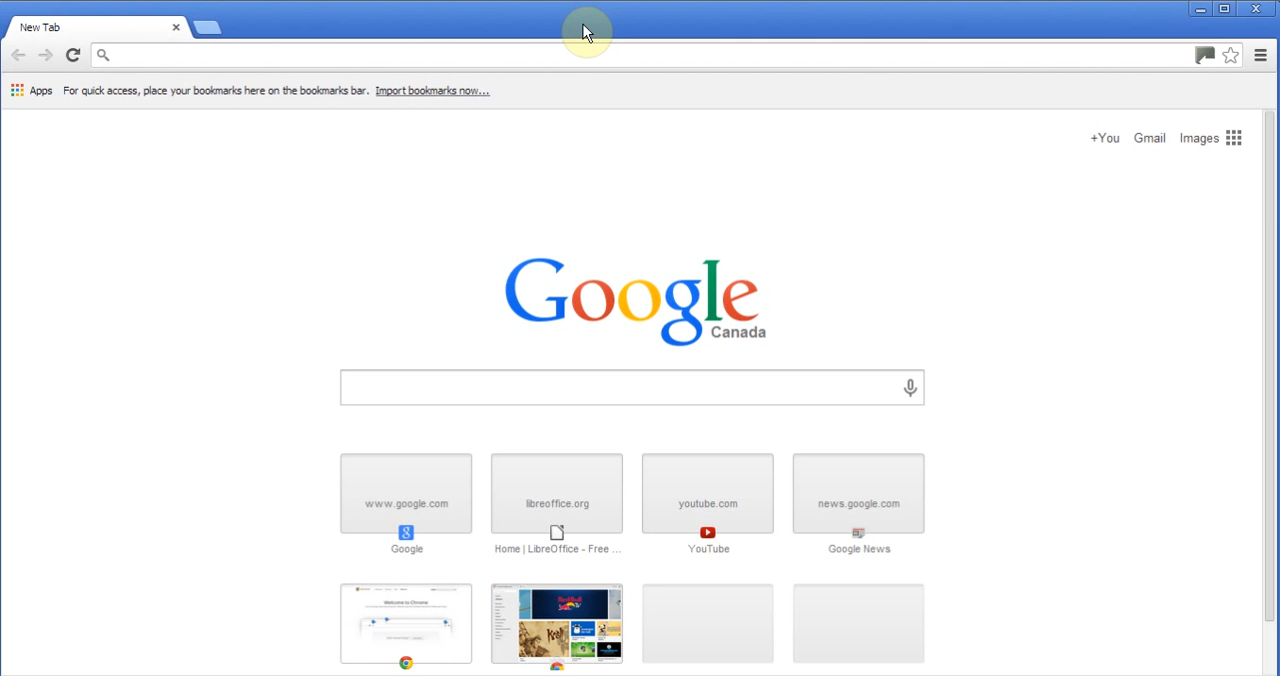 New Tab
Apps For quick access, place your bookmarks here on the bookmarks bar. Import bookmarks now...
+You Gmail Images
Google
Canada
www.google.com libreoffice.org youtube.com news.google.com
Google Home | LibreOffice - Free ... YouTube Google News
Welcome to Chrome